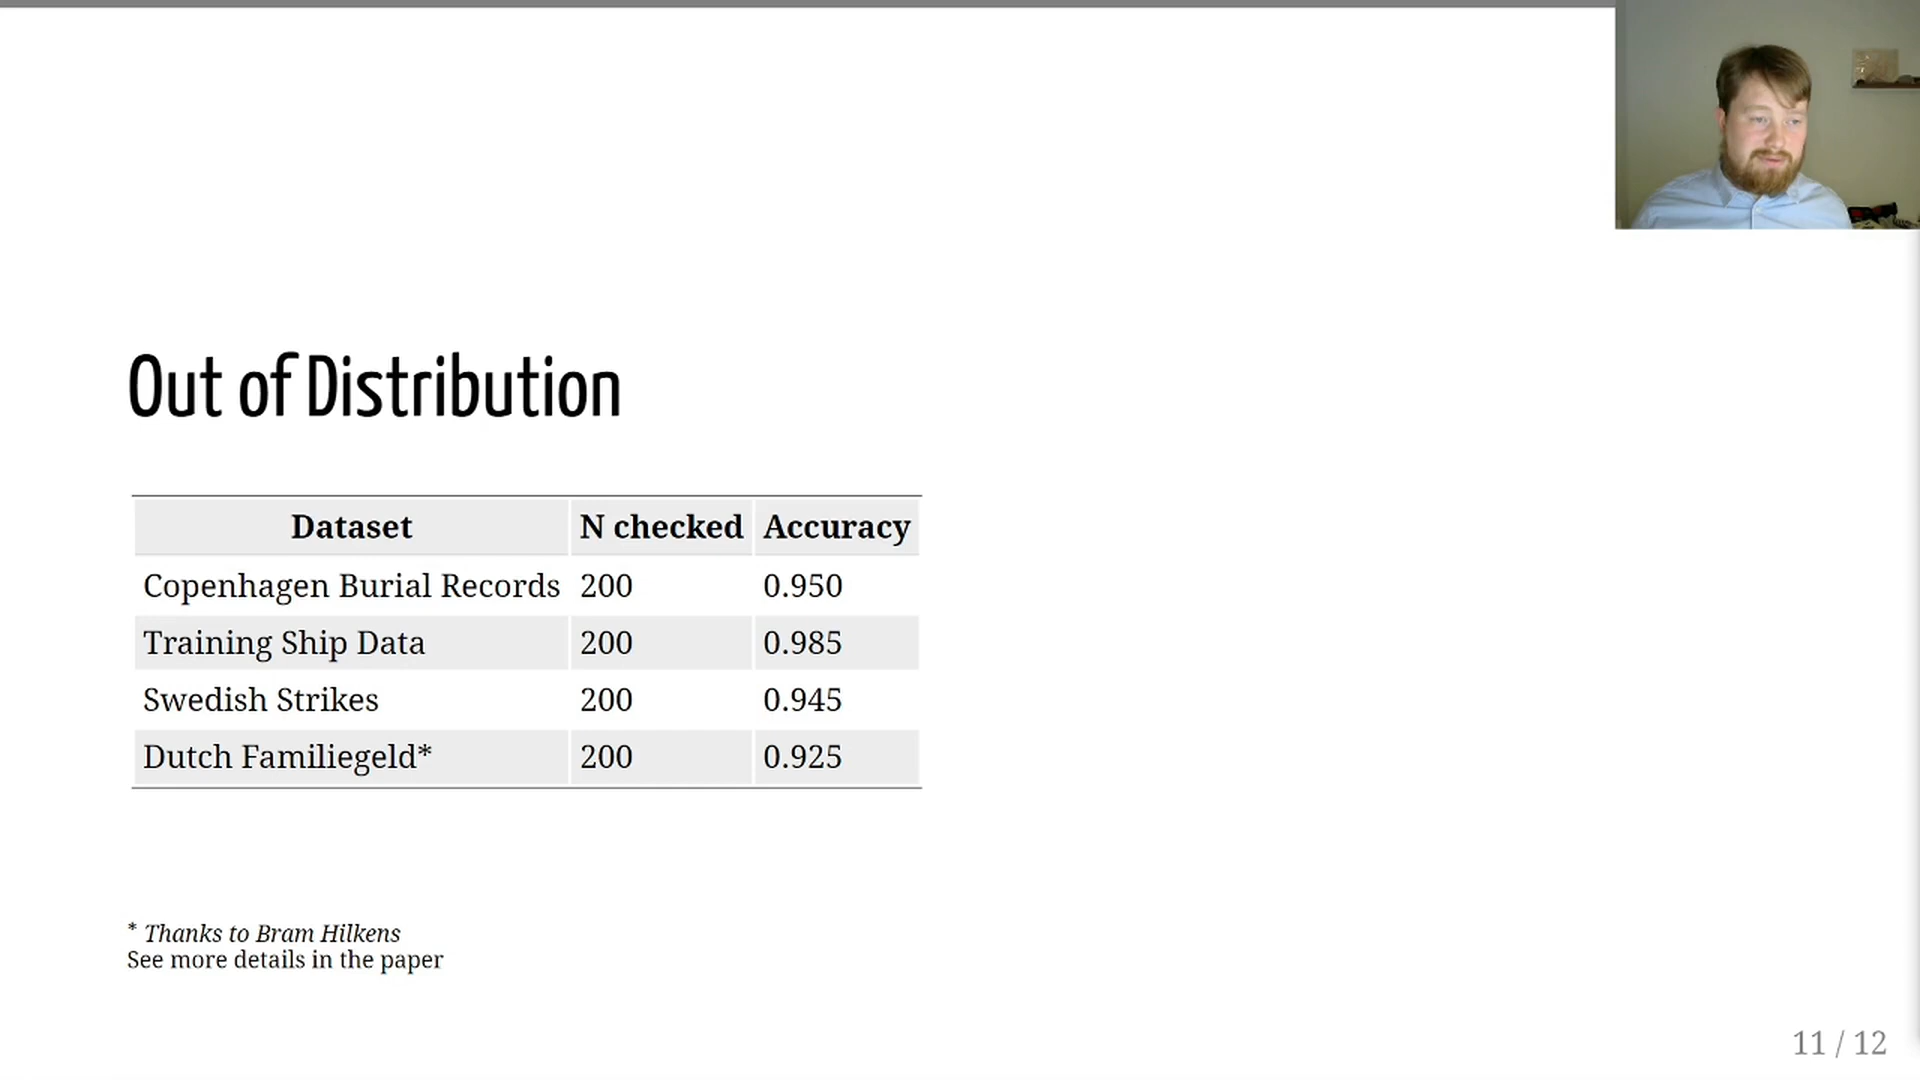 Out of Distribution
Dataset N checked Accuracy
Copenhagen Burial Records 200 0.950
Training Ship Data 200 0.985
Swedish Strikes 200 0.945
Dutch Familiegeld* 200 0.925
* Thanks to Bram Hilkens
See more details in the paper
11 / 12